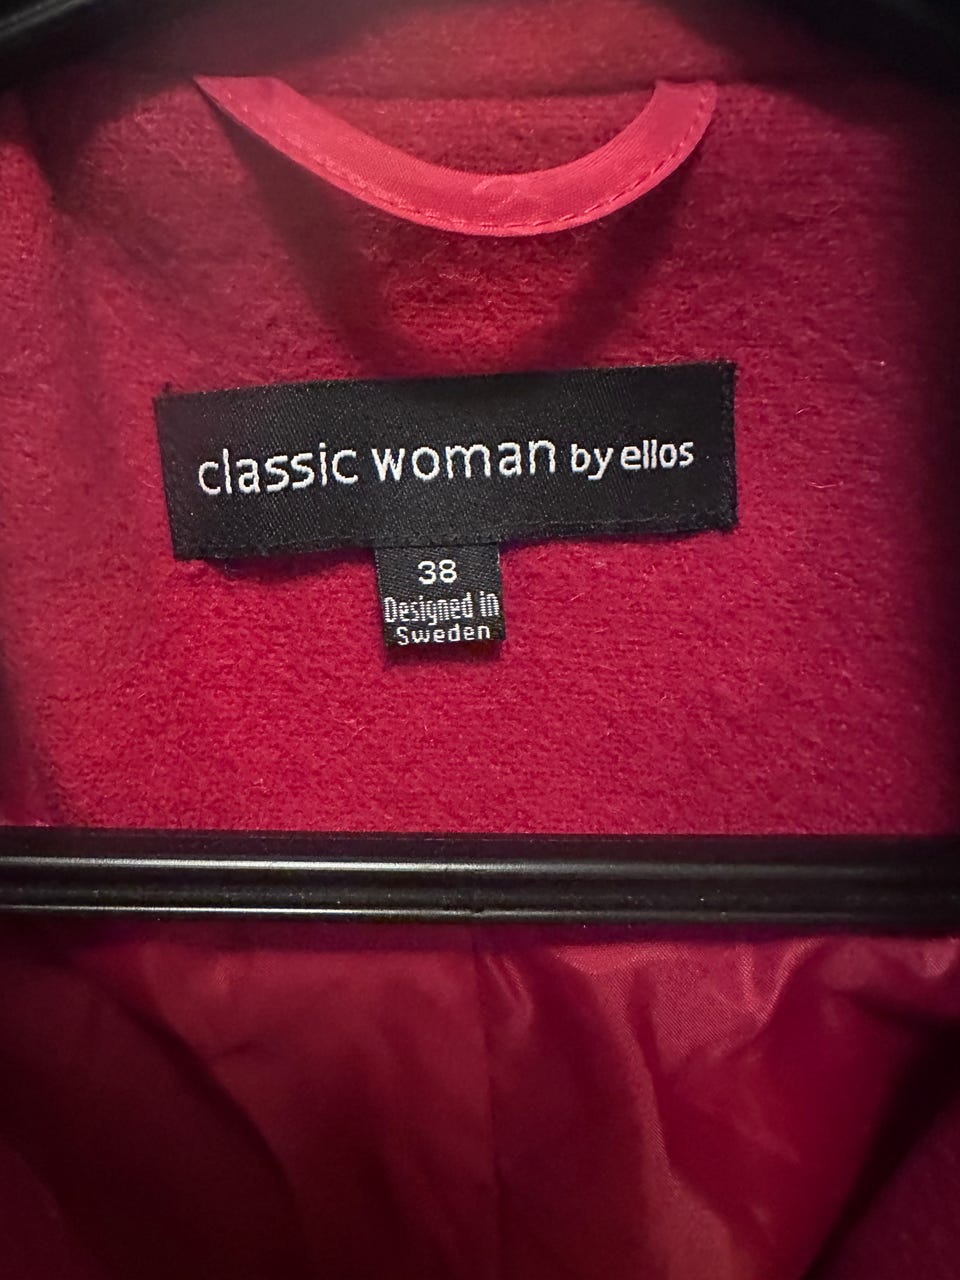 classic woman by ellos
38
Designed in
Sweden